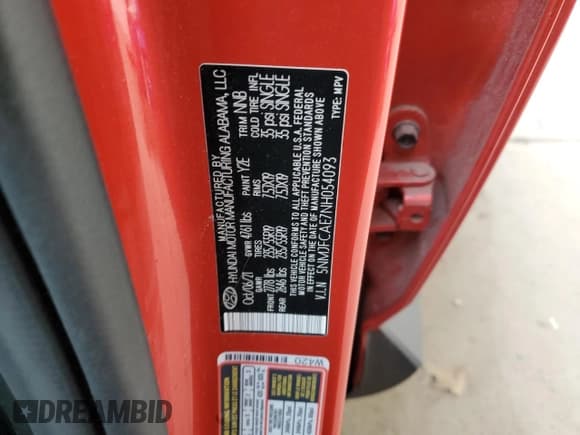 MANUFACTURED BY
HYUNDAI MOTOR MANUFACTURING ALABAMA, LLC
Oct/06/21 GVWR 4761 lbs PAINT Y2E TRIM NNB
GAWR TIRES RIMS COLD TIRE INFL
FRONT 2778 lbs 235/55R19 7.5JX19 35 psi SINGLE
REAR 2646 lbs 235/55R19 7.5JX19 35 psi SINGLE
THIS VEHICLE CONFORMS TO ALL APPLICABLE U.S.A. FEDERAL
MOTOR VEHICLE SAFETY AND THEFT PREVENTION STANDARDS
IN EFFECT ON THE DATE OF MANUFACTURE SHOWN ABOVE
V.I.N 5NMJFCAE7NH054093 TYPE: MPV
W420
DREAMBID